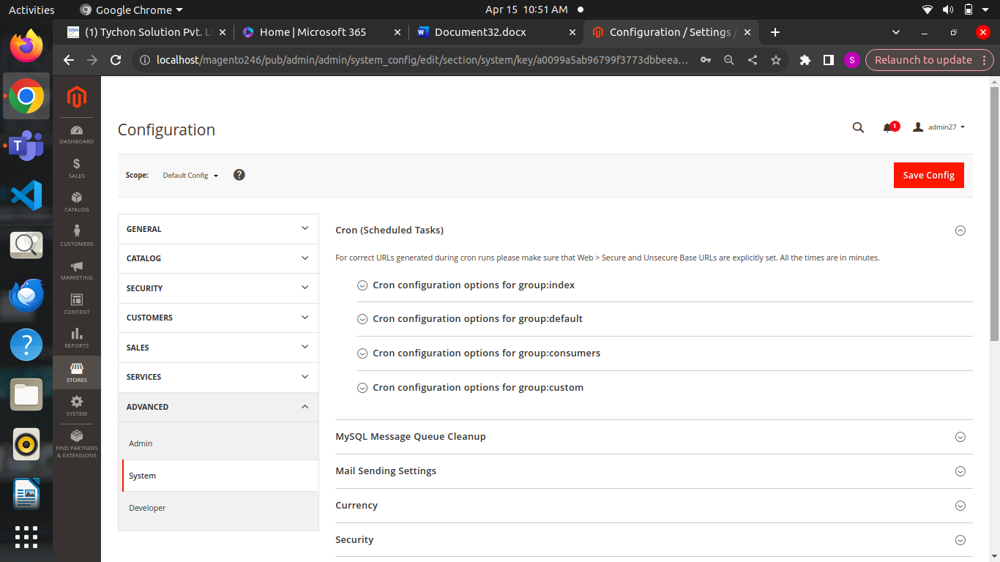 Activities
Google Chrome
Apr 15 10:51 AM
(1) Tychon Solution Pvt. L
Home | Microsoft 365
Document32.docx
Configuration / Settings /
localhost/magento246/pub/admin/admin/system_config/edit/section/system/key/a0099a5ab96799f3773dbbeea...
S
Relaunch to update
DASHBOARD
$
SALES
CATALOG
CUSTOMERS
MARKETING
CONTENT
REPORTS
STORES
SYSTEM
FIND PARTNERS
& EXTENSIONS
Configuration
1
admin27
Scope:
Default Config
?
Save Config
GENERAL
CATALOG
SECURITY
CUSTOMERS
SALES
SERVICES
ADVANCED
Admin
System
Developer
Cron (Scheduled Tasks)
For correct URLs generated during cron runs please make sure that Web > Secure and Unsecure Base URLs are explicitly set. All the times are in minutes.
Cron configuration options for group:index
Cron configuration options for group:default
Cron configuration options for group:consumers
Cron configuration options for group:custom
MySQL Message Queue Cleanup
Mail Sending Settings
Currency
Security